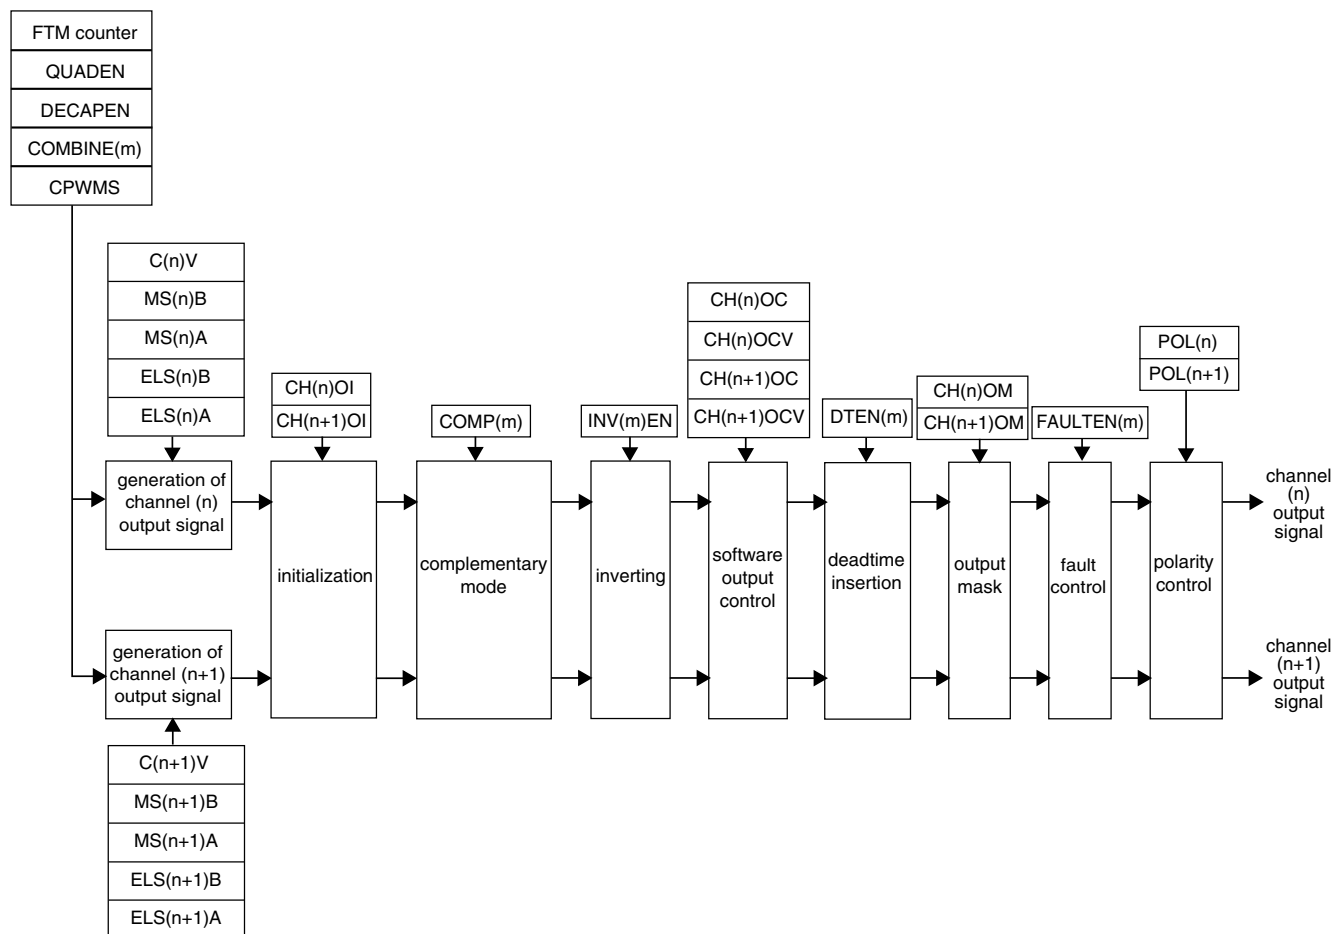 FTM counter
QUADEN
DECAPEN
COMBINE(m)
CPWMS
C(n)V
MS(n)B
MS(n)A
ELS(n)B
ELS(n)A
CH(n)OI
CH(n+1)OI
COMP(m)
INV(m)EN
CH(n)OC
CH(n)OCV
CH(n+1)OC
CH(n+1)OCV
DTEN(m)
CH(n)OM
CH(n+1)OM
FAULTEN(m)
POL(n)
POL(n+1)
generation of
channel (n)
output signal
initialization
complementary
mode
inverting
software
output
control
deadtime
insertion
output
mask
fault
control
polarity
control
channel
(n)
output
signal
generation of
channel (n+1)
output signal
channel
(n+1)
output
signal
C(n+1)V
MS(n+1)B
MS(n+1)A
ELS(n+1)B
ELS(n+1)A